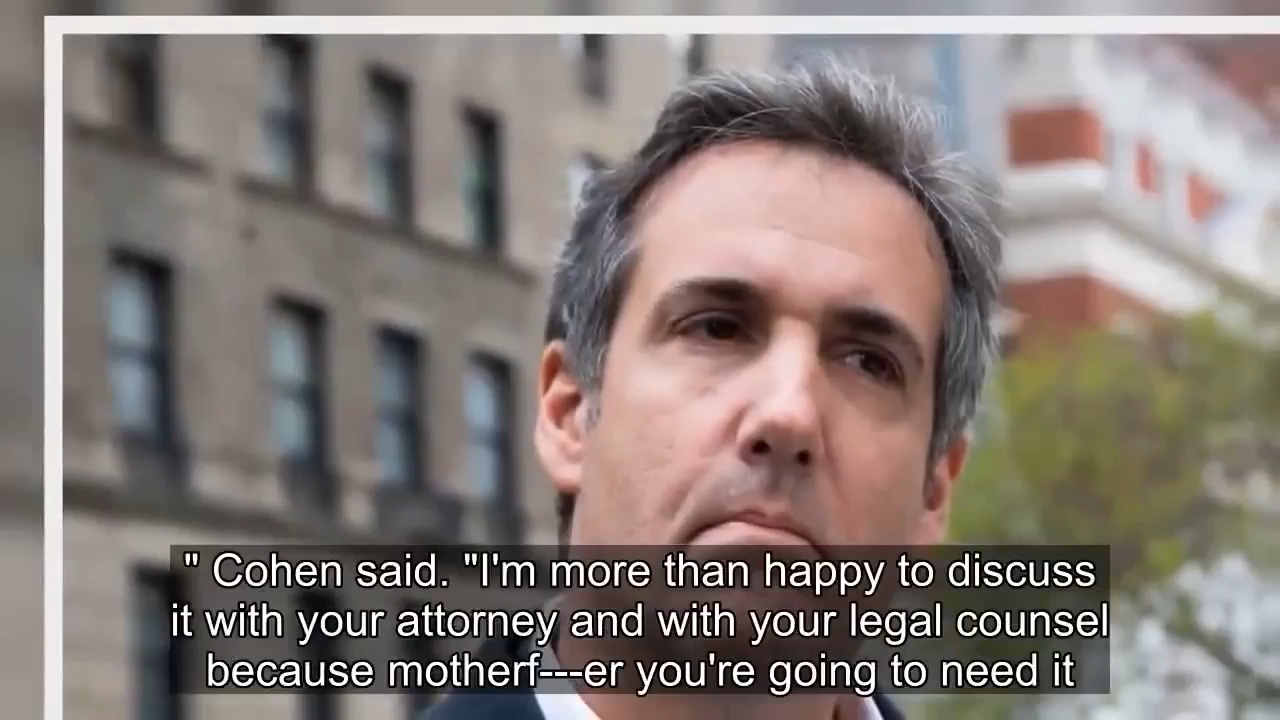 " Cohen said. "I'm more than happy to discuss
it with your attorney and with your legal counsel
because motherf---er you're going to need it